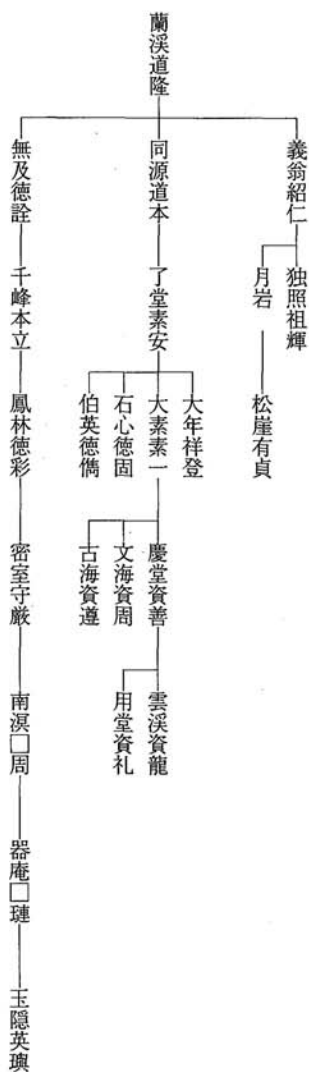 蘭渓道隆
義翁紹仁
独照祖輝
月岩
松崖有貞
同源道本
了堂素安
大年祥登
大素素一
慶堂資善
雲渓資龍
用堂資礼
文海資周
古海資遵
石心徳固
伯英徳儁
無及徳詮
千峰本立
鳳林徳彩
密室守厳
南溟□周
器庵□璉
玉隠英璵